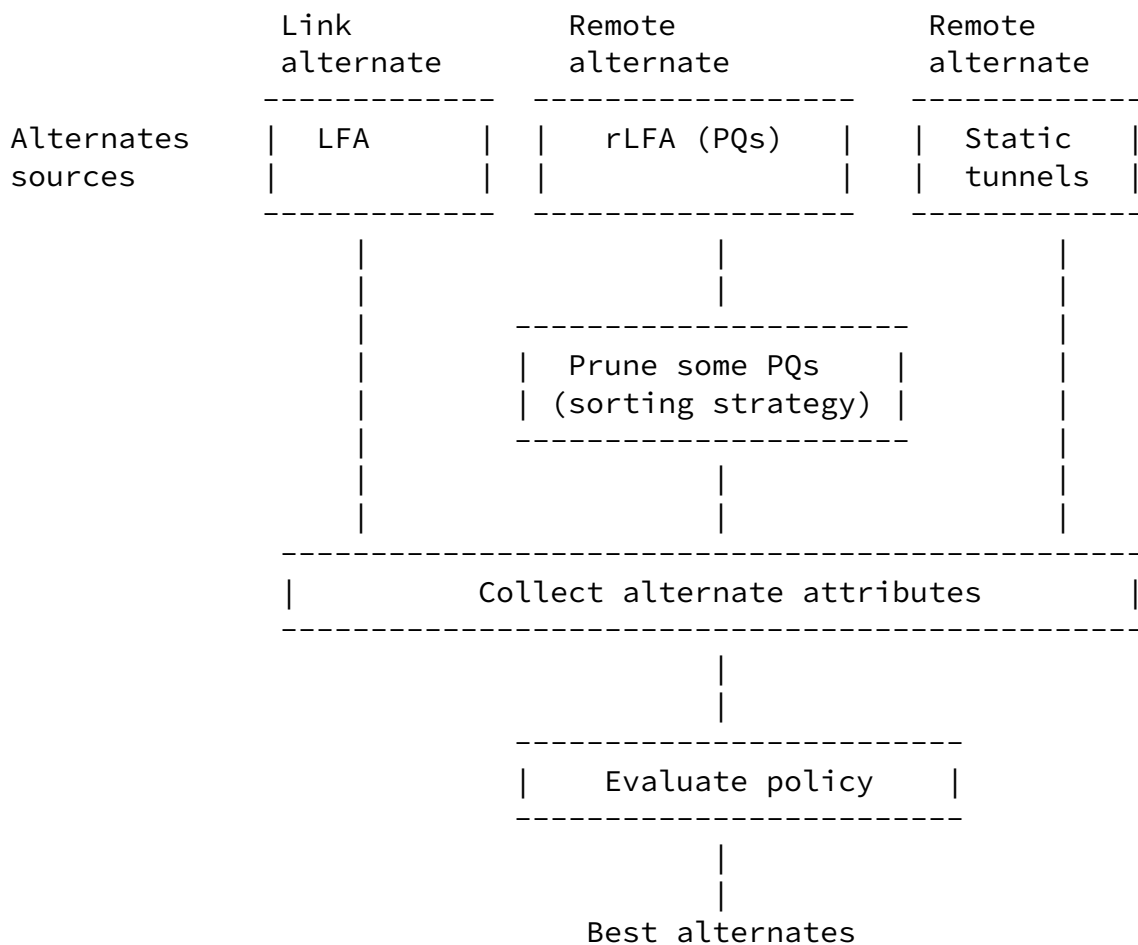 Link Remote Remote
alternate alternate alternate
Alternates LFA rLFA (PQs) Static
sources tunnels
Prune some PQs
(sorting strategy)
Collect alternate attributes
Evaluate policy
Best alternates